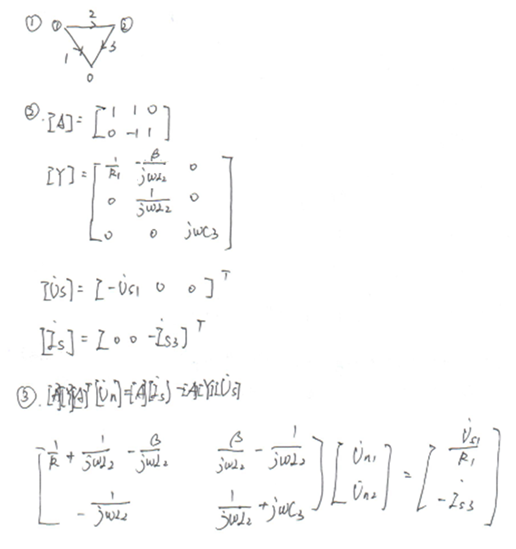 ① ① 2 ②
1 3
0
② [A] = [1 1 0
0 -1 1]
[Y] = [1/R1 -β/jωL2 0
0 1/jωL2 0
0 0 jωC3]
[U̇s] = [-U̇s1 0 0]ᵀ
[İs] = [0 0 -İs3]ᵀ
③. [A][Y][A]ᵀ[U̇n]=[A][İs]-[A][Y][U̇s]
[1/R + 1/jωL2 - β/jωL2 β/jωL2 - 1/jωL2] [U̇n1] = [U̇s1/R1]
[-1/jωL2 1/jωL2 + jωC3] [U̇n2] [-İs3]